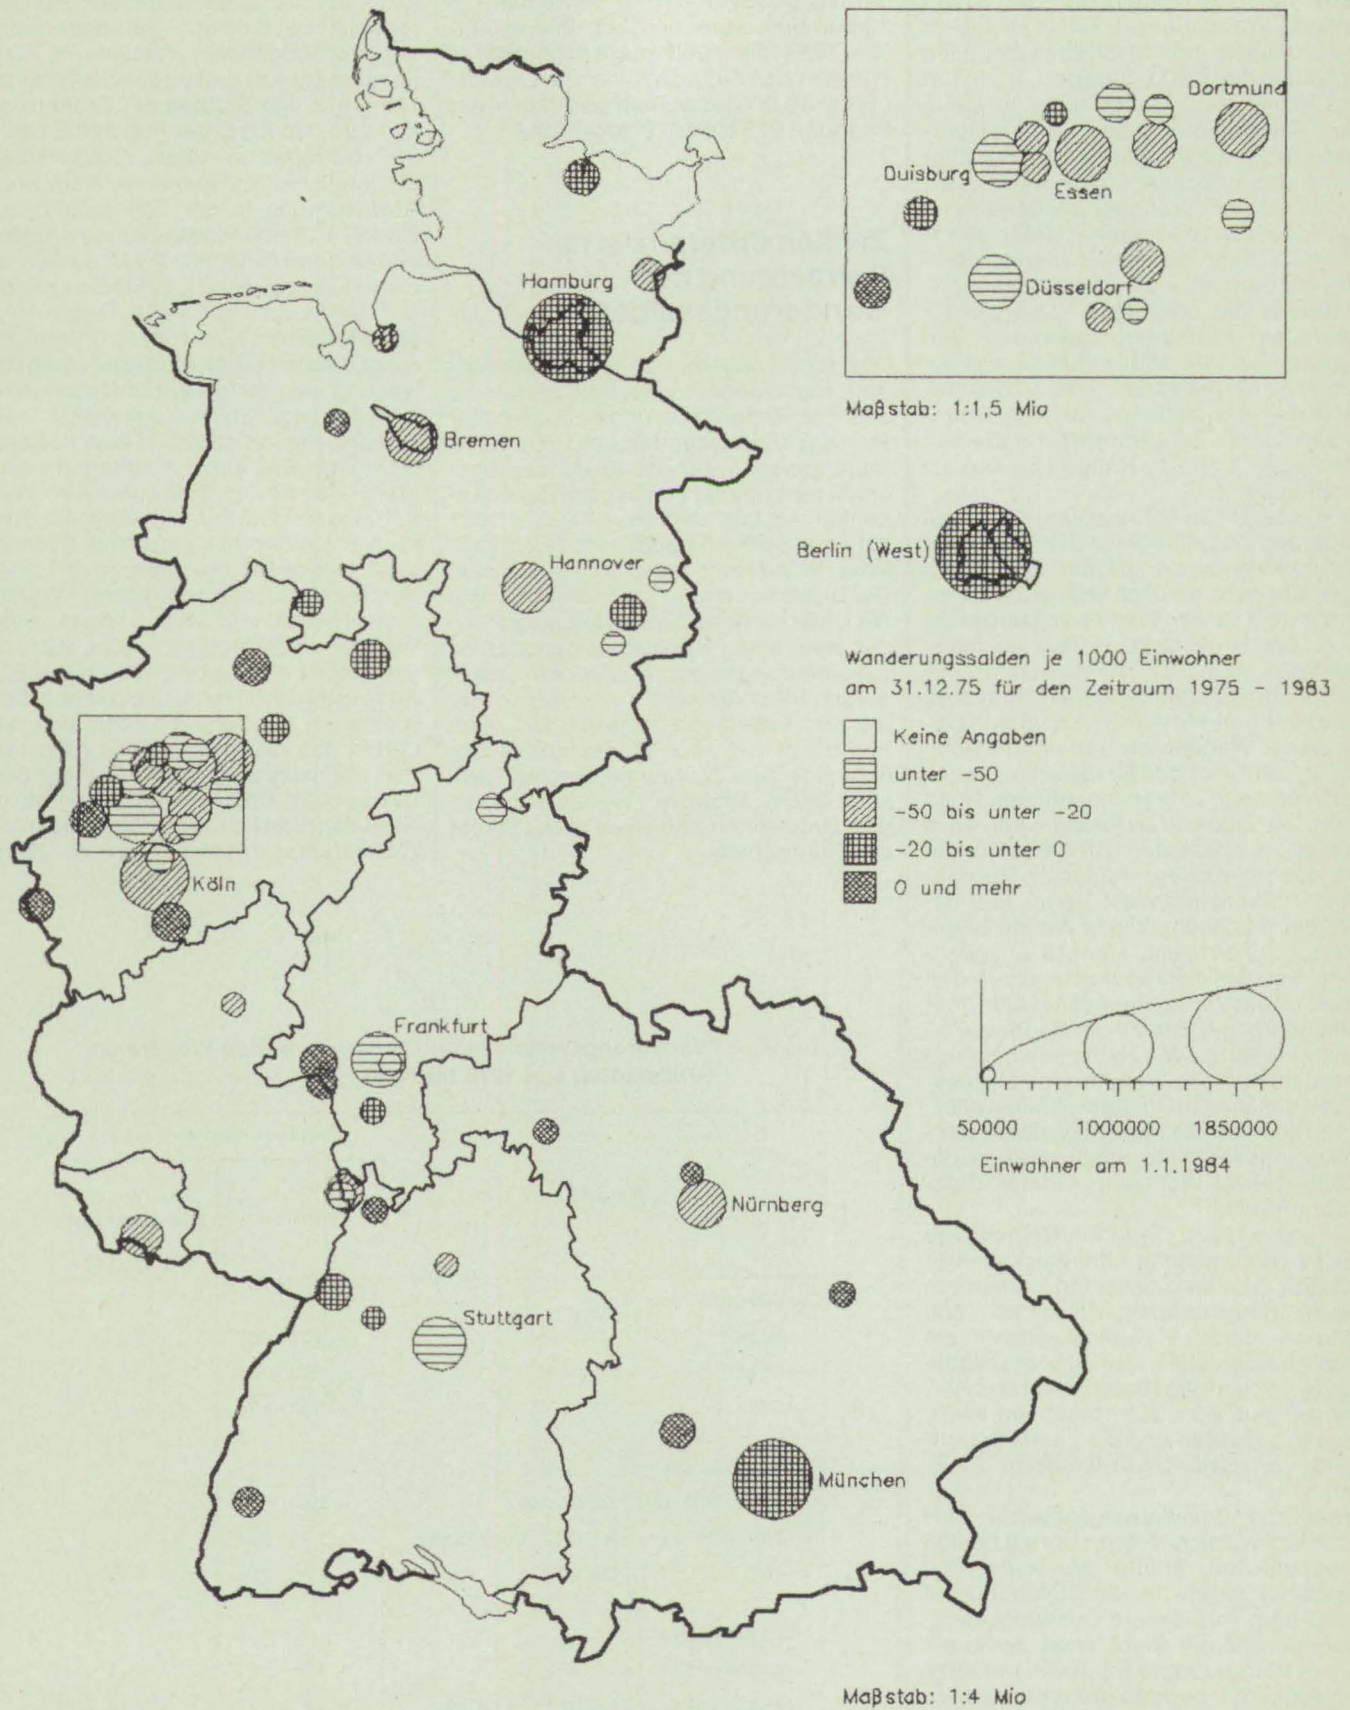 Dortmund
Duisburg
Essen
Düsseldorf
Maßstab: 1:1,5 Mio
Hamburg
Bremen
Hannover
Berlin (West)
Wanderungssalden je 1000 Einwohner
am 31.12.75 für den Zeitraum 1975 - 1983
Keine Angaben
unter -50
-50 bis unter -20
-20 bis unter 0
0 und mehr
Köln
Frankfurt
50000 1000000 1850000
Einwohner am 1.1.1984
Nürnberg
Stuttgart
München
Maßstab: 1:4 Mio